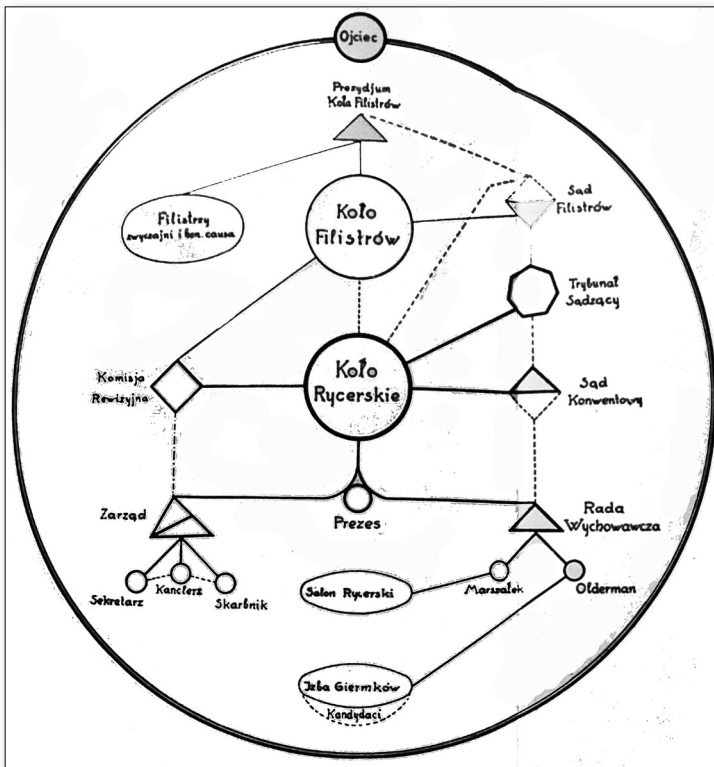 Ojciec
Prezydjum
Koła Filistrów
Filistrzy
zwyczajni i hon. causa
Koło
Filistrów
Sąd
Filistrów
Trybunał
Sądzący
Komisja
Rewizyjna
Koło
Rycerskie
Sąd
Konwentowy
Zarząd
Prezes
Rada
Wychowawcza
Sekretarz
Kanclerz
Skarbnik
Salon Rycerski
Marszałek
Olderman
Izba Giermków
Kandydaci